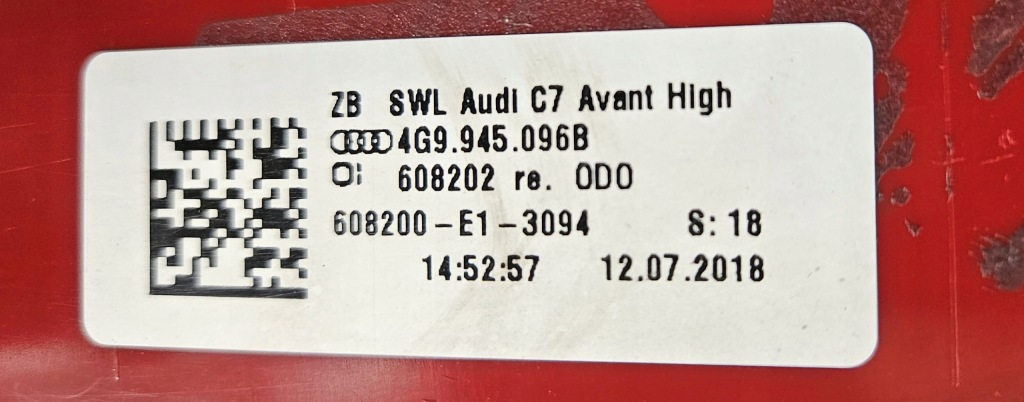 ZB SWL Audi C7 Avant High
4G9.945.096B
608202 re. ODO
608200-E1-3094 S: 18
14:52:57 12.07.2018